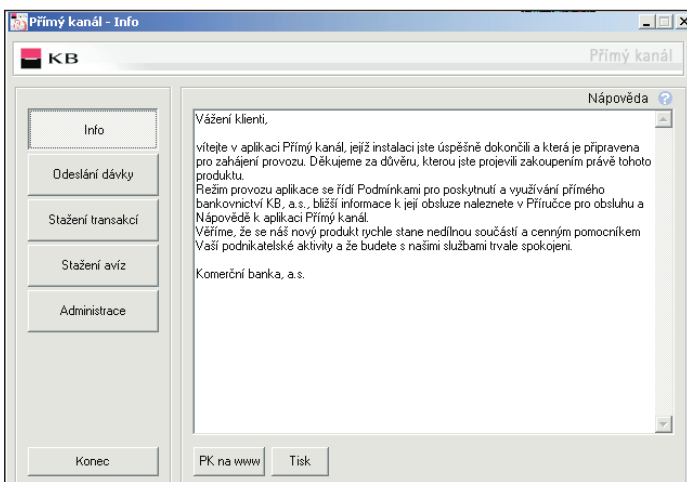 Přímý kanál - Info
KB
Přímý kanál
Nápověda
Info
Odeslání dávky
Stažení transakcí
Stažení avíz
Administrace
Konec
Vážení klienti,
vítejte v aplikaci Přímý kanál, jejíž instalaci jste úspěšně dokončili a která je připravena
pro zahájení provozu. Děkujeme za důvěru, kterou jste projevili zakoupením právě tohoto
produktu.
Režim provozu aplikace se řídí Podmínkami pro poskytnutí a využívání přímého
bankovnictví KB, a.s., bližší informace k její obsluze naleznete v Příručce pro obsluhu a
Nápovědě k aplikaci Přímý kanál.
Věříme, že se náš nový produkt rychle stane nedílnou součástí a cenným pomocníkem
Vaší podnikatelské aktivity a že budete s našimi službami trvale spokojeni.
Komerční banka, a.s.
PK na www
Tisk